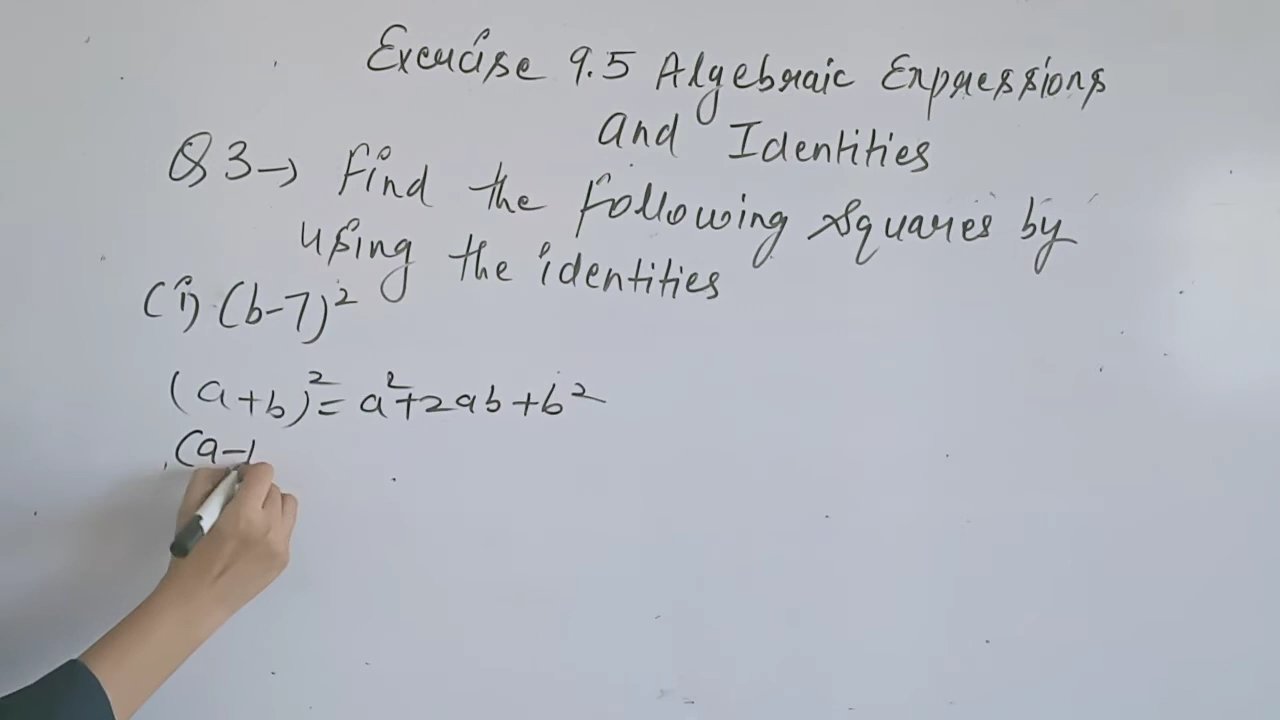 Exercise 9.5 Algebraic Expressions
and Identities
Q 3→ Find the following squares by
using the identities
(i) (b-7)²
(a+b)² = a²+2ab+b²
(a-